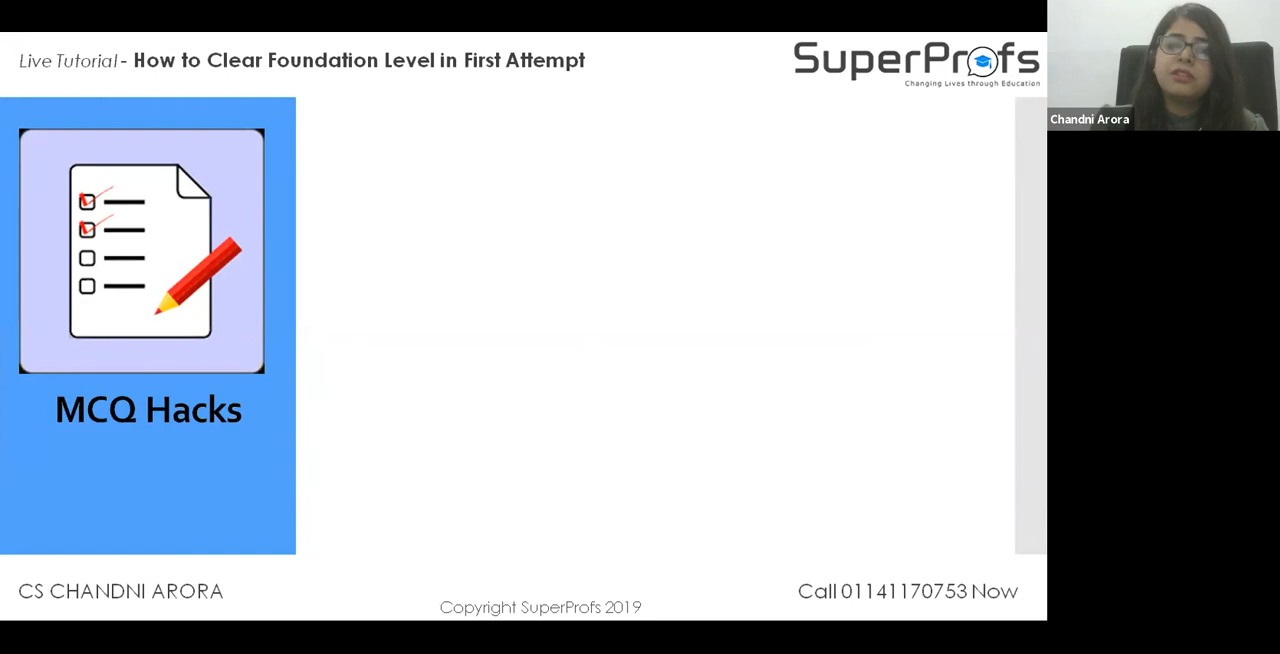 Live Tutorial - How to Clear Foundation Level in First Attempt
SuperProfs
Changing Lives through Education
Chandni Arora
MCQ Hacks
CS CHANDNI ARORA
Copyright SuperProfs 2019
Call 01141170753 Now